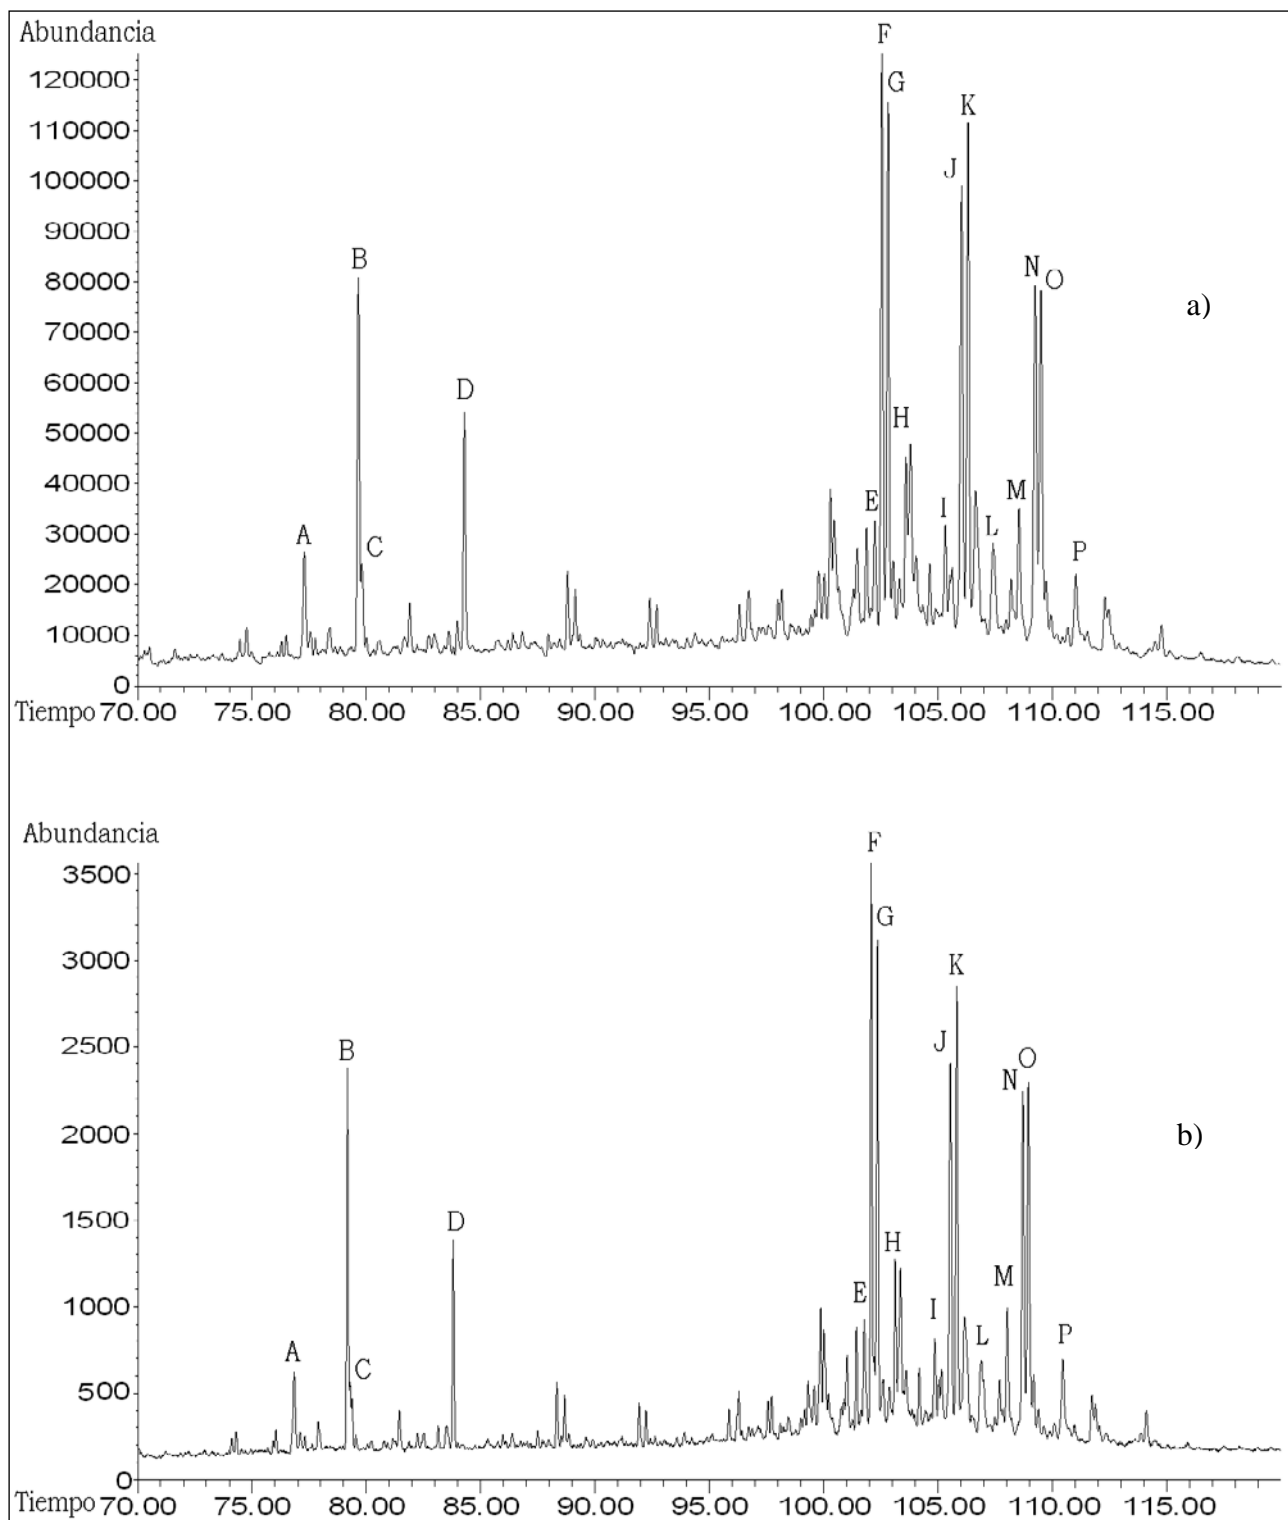 Abundancia
F
120000
G
110000
K
100000
J
90000
B
N
O
80000
a)
70000
60000
D
50000
H
40000
E
I
M
30000
A
C
L
P
20000
10000
0
Tiempo 70.00 75.00 80.00 85.00 90.00 95.00 100.00 105.00 110.00 115.00
Abundancia
F
3500
G
3000
K
2500
B
J
O
N
2000
b)
1500
D
H
E
M
1000
I
L
P
A
C
500
0
Tiempo 70.00 75.00 80.00 85.00 90.00 95.00 100.00 105.00 110.00 115.00